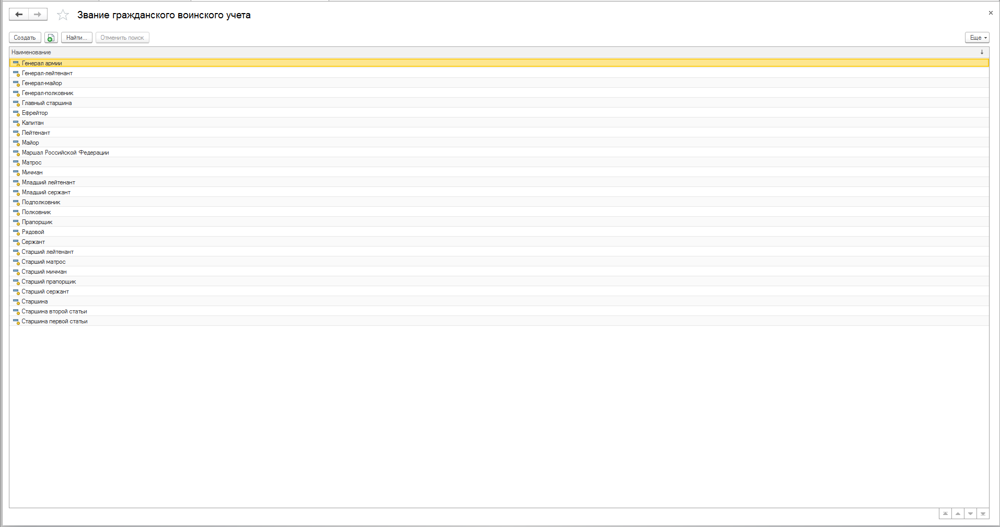 Звание гражданского воинского учета
Создать Найти... Отменить поиск Еще
Наименование
Генерал армии
Генерал-лейтенант
Генерал-майор
Генерал-полковник
Главный старшина
Ефрейтор
Капитан
Лейтенант
Майор
Маршал Российской Федерации
Матрос
Мичман
Младший лейтенант
Младший сержант
Подполковник
Полковник
Прапорщик
Рядовой
Сержант
Старший лейтенант
Старший матрос
Старший мичман
Старший прапорщик
Старший сержант
Старшина
Старшина второй статьи
Старшина первой статьи